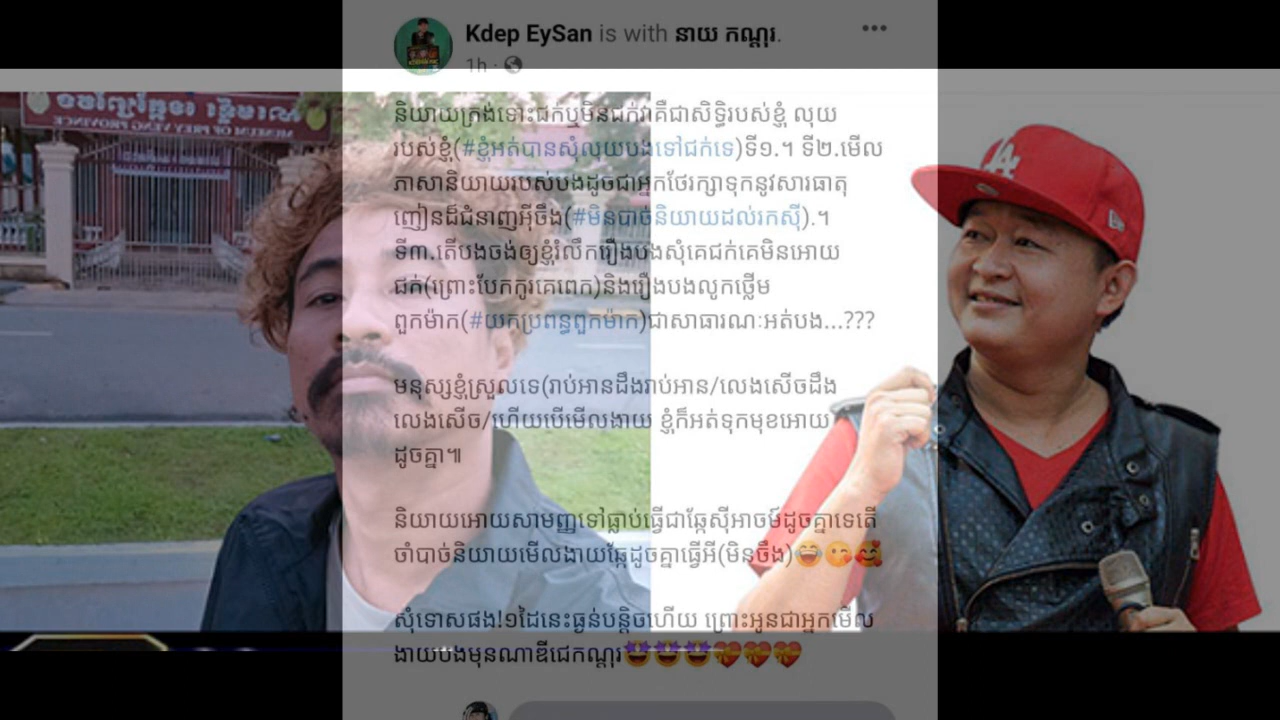 Kdep EySan is with នាយ កណ្ដុរ.
1h ·
និយាយត្រង់ទោះជក់ឬមិនជក់វាគឺជាសិទ្ធិរបស់ខ្ញុំ លុយ
របស់ខ្ញុំ(#ខ្ញុំអត់បានសុំលុយបងទៅជក់ទេ)ទី១.។ ទី២.មើល
ភាសានិយាយរបស់បងដូចជាអ្នកថែរក្សាទុកនូវសារធាតុ
ញៀនដ៏ជំនាញអ៊ីចឹង(#មិនបាច់និយាយដល់រកស៊ី).។
ទី៣.តើបងចង់ឲ្យខ្ញុំរំលឹករឿងបងសុំគេជក់គេមិនអោយ
ជក់(ព្រោះបែកកូរគេពេក)និងរឿងបងលូកថ្លើម
ពួកម៉ាក(#យកប្រពន្ធពួកម៉ាក)ជាសាធារណៈអត់បង...???
មនុស្សខ្ញុំស្រួលទេ(រាប់អានដឹងរាប់អាន/លេងសើចដឹង
លេងសើច/ហើយបើមើលងាយ ខ្ញុំក៏អត់ទុកមុខអោយ
ដូចគ្នា៕
និយាយអោយសាមញ្ញទៅធ្លាប់ធ្វើជាឆ្កែស៊ីអាចម៍ដូចគ្នាទេតើ
ចាំបាច់និយាយមើលងាយឆ្កែដូចគ្នាធ្វើអី(មិនចឹង)😂😘🥰
សុំទោសផង!១ដៃនេះធ្ងន់បន្តិចហើយ ព្រោះអូនជាអ្នកមើល
ងាយបងមុនណាឌីជេកណ្ដុរ🤩🤩🤩💝💝💝
MUSEUM OF PREY VENG PROVINCE
LA